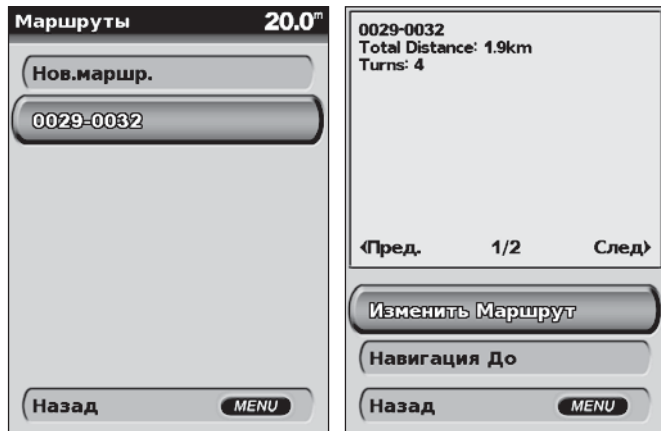 Маршруты 20.0m
Нов.маршр.
0029-0032
Назад MENU
0029-0032
Total Distance: 1.9km
Turns: 4
‹Пред. 1/2 След›
Изменить Маршрут
Навигация До
Назад MENU